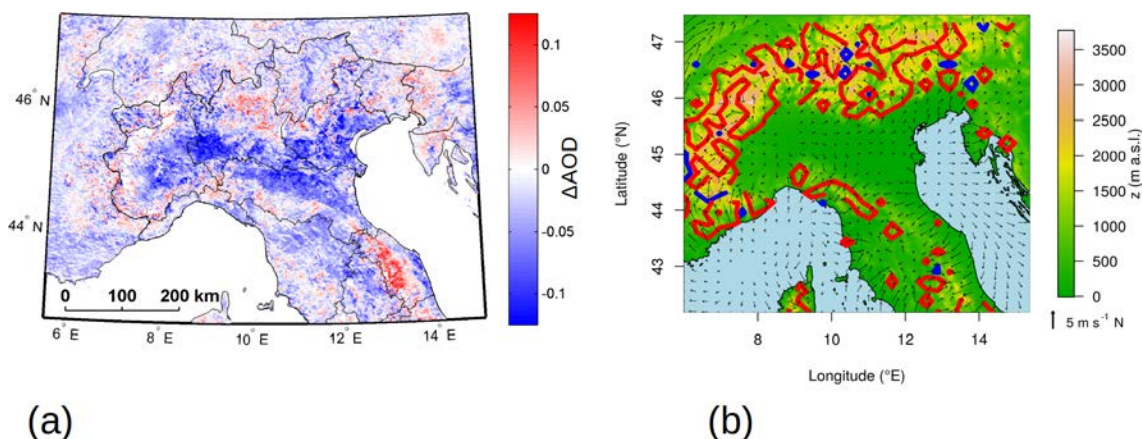 46 °N
44 °N
0 100 200 km
6 °E 8 °E 10 °E 12 °E 14 °E
0.1
0.05
0
-0.05
-0.1
ΔAOD
47
46
45
44
43
Latitude (°N)
8 10 12 14
Longitude (°E)
3500
3000
2500
2000
1500
1000
500
0
z (m a.s.l.)
5 m s⁻¹ N
(a) (b)